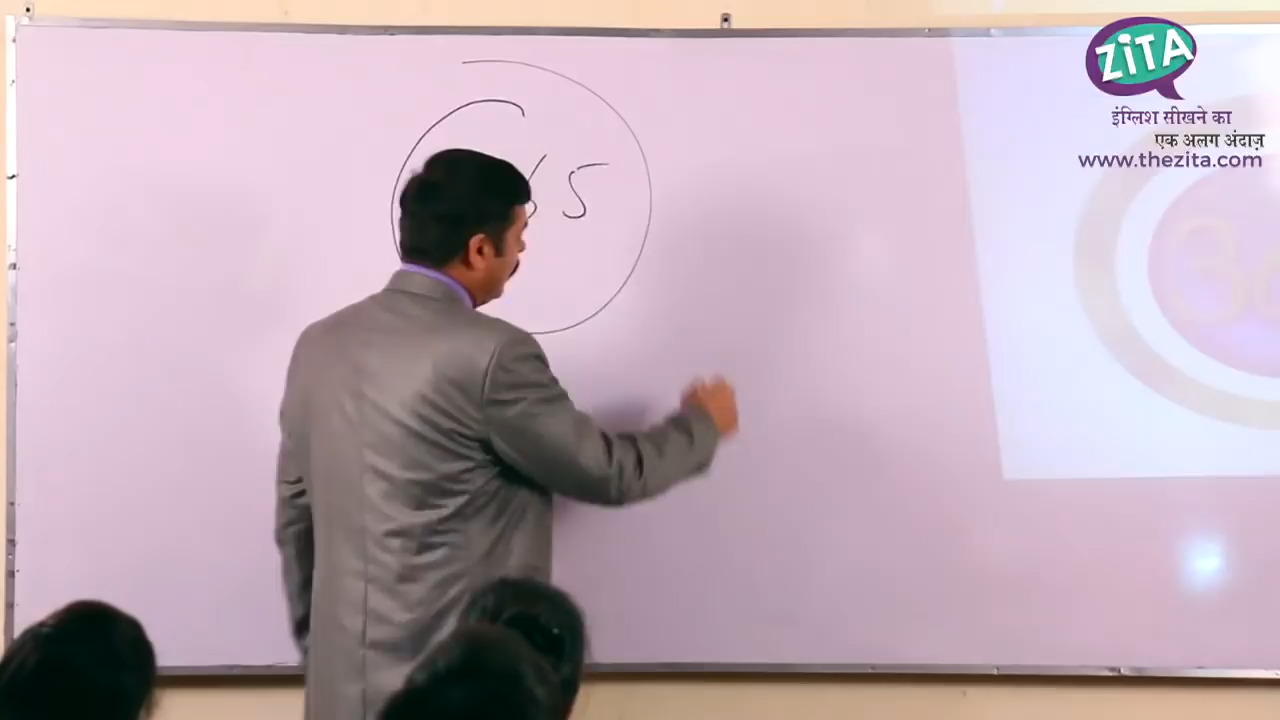 ZiTA
इंग्लिश सीखने का
एक अलग अंदाज़
www.thezita.com
S